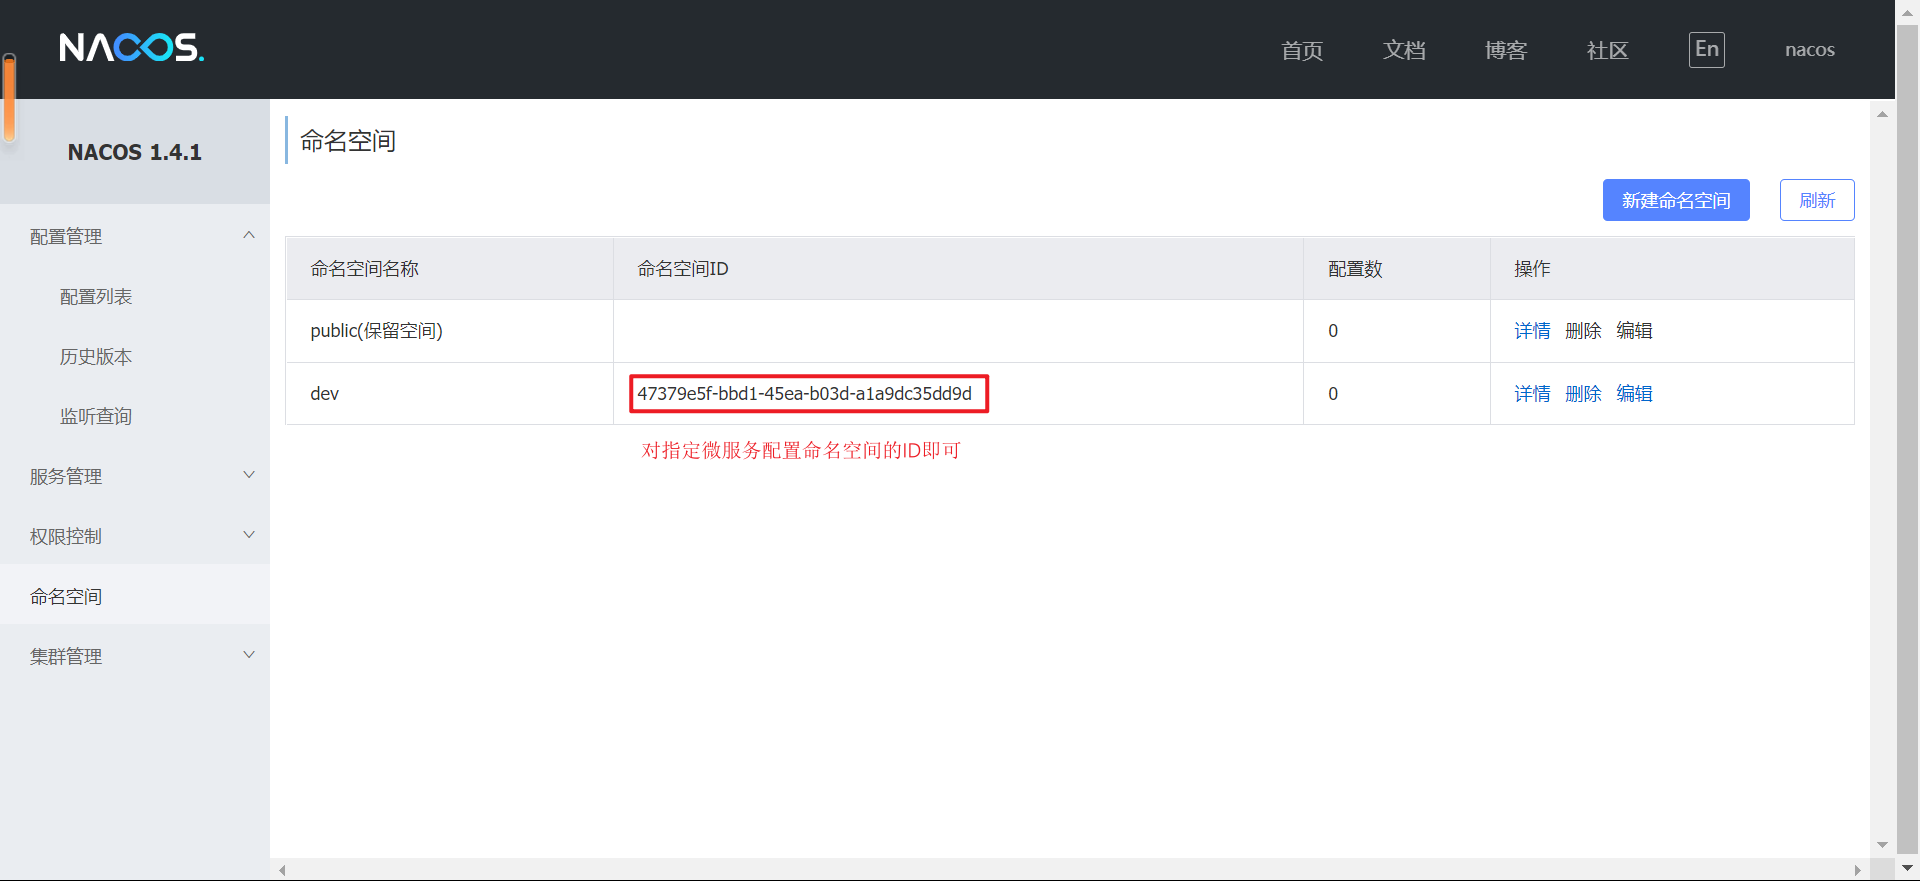 NACOS.
首页 文档 博客 社区 En nacos
NACOS 1.4.1
配置管理
配置列表
历史版本
监听查询
服务管理
权限控制
命名空间
集群管理
命名空间
新建命名空间 刷新
命名空间名称 命名空间ID 配置数 操作
public(保留空间) 0 详情 删除 编辑
dev 47379e5f-bbd1-45ea-b03d-a1a9dc35dd9d 0 详情 删除 编辑
对指定微服务配置命名空间的ID即可